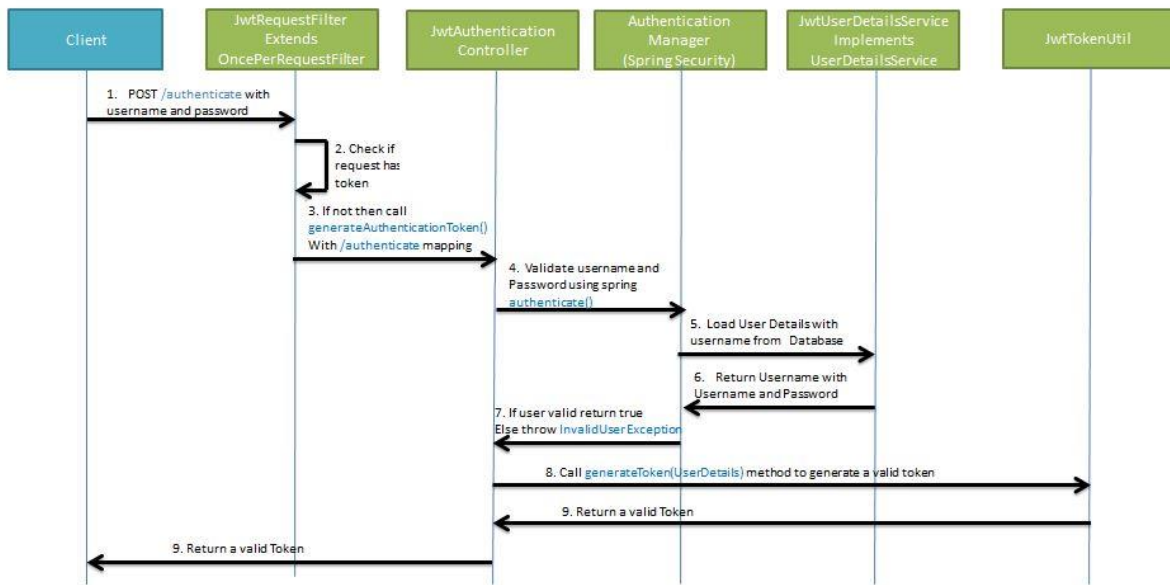 Client
JwtRequestFilter
Extends
OncePerRequestFilter
JwtAuthentication
Controller
Authentication
Manager
(Spring Security)
JwtUserDetailsService
Implements
UserDetailsService
JwtTokenUtil
1. POST /authenticate with
username and password
2. Check if
request has
token
3. If not then call
generateAuthenticationToken()
With /authenticate mapping
4. Validate username and
Password using spring
authenticate()
5. Load User Details with
username from Database
6. Return Username with
Username and Password
7. If user valid return true
Else throw InvalidUserException
8. Call generateToken(UserDetails) method to generate a valid token
9. Return a valid Token
9. Return a valid Token